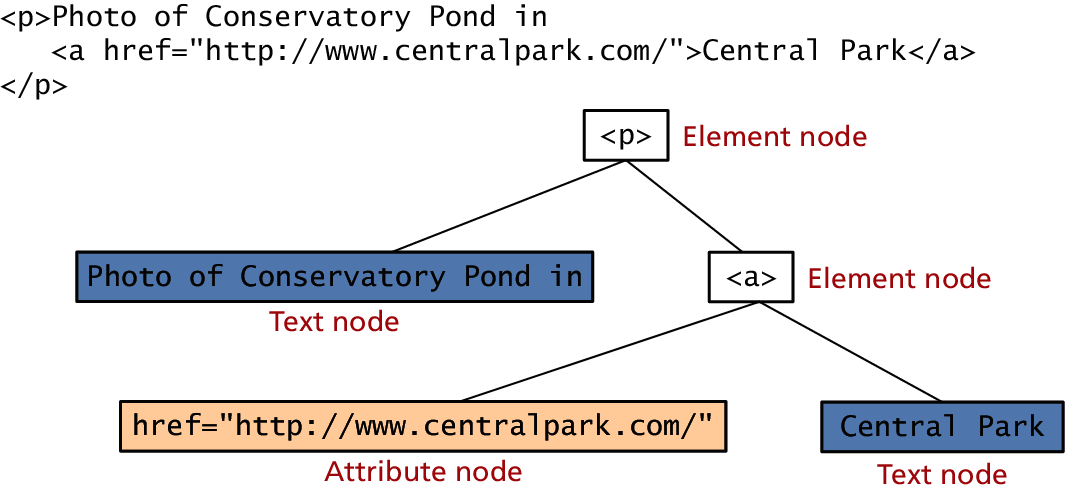 <p>Photo of Conservatory Pond in
   <a href="http://www.centralpark.com/">Central Park</a>
</p>
<p> Element node
Photo of Conservatory Pond in
Text node
<a> Element node
href="http://www.centralpark.com/"
Attribute node
Central Park
Text node